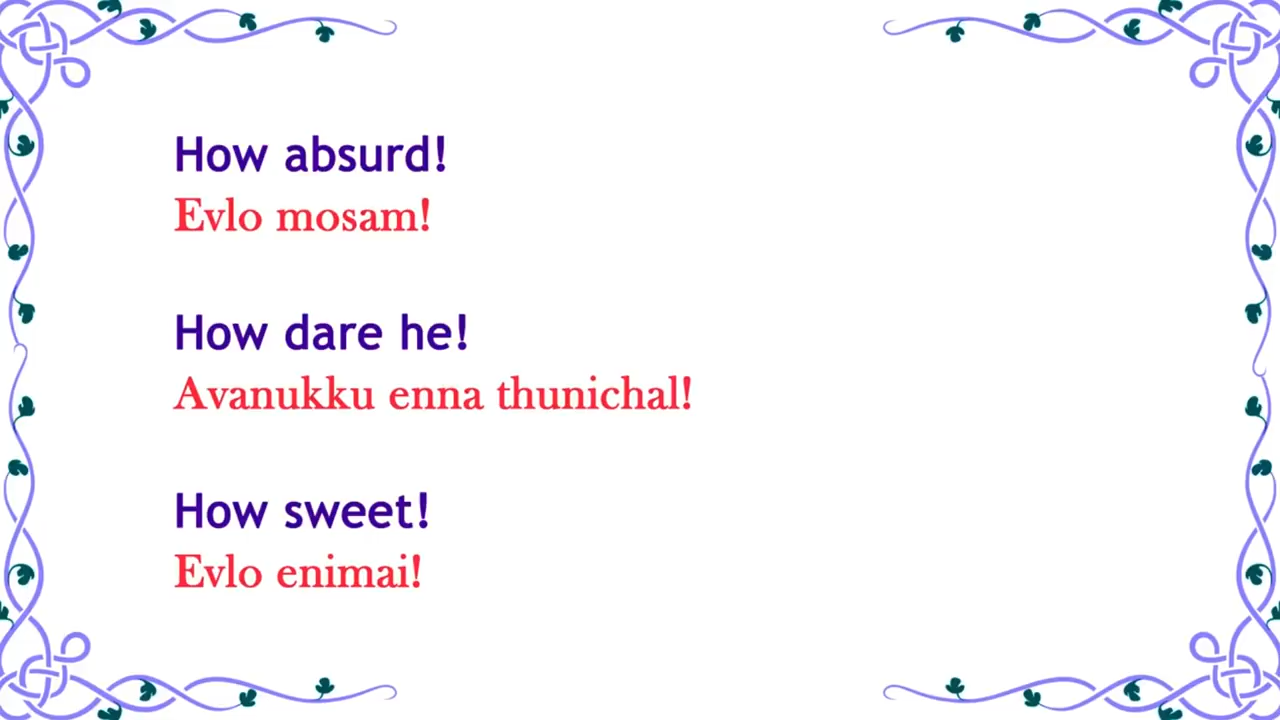 How absurd!
Evlo mosam!
How dare he!
Avanukku enna thunichal!
How sweet!
Evlo enimai!